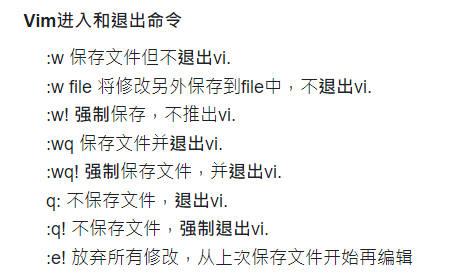 Vim进入和退出命令
:w 保存文件但不退出vi.
:w file 将修改另外保存到file中，不退出vi.
:w! 强制保存，不推出vi.
:wq 保存文件并退出vi.
:wq! 强制保存文件，并退出vi.
q: 不保存文件，退出vi.
:q! 不保存文件，强制退出vi.
:e! 放弃所有修改，从上次保存文件开始再编辑